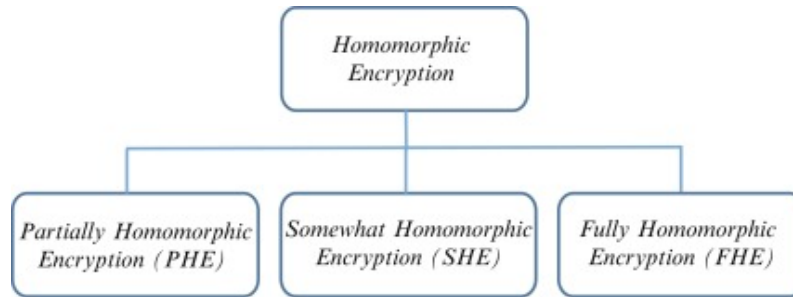 Homomorphic
Encryption
Partially Homomorphic
Encryption (PHE)
Somewhat Homomorphic
Encryption (SHE)
Fully Homomorphic
Encryption (FHE)